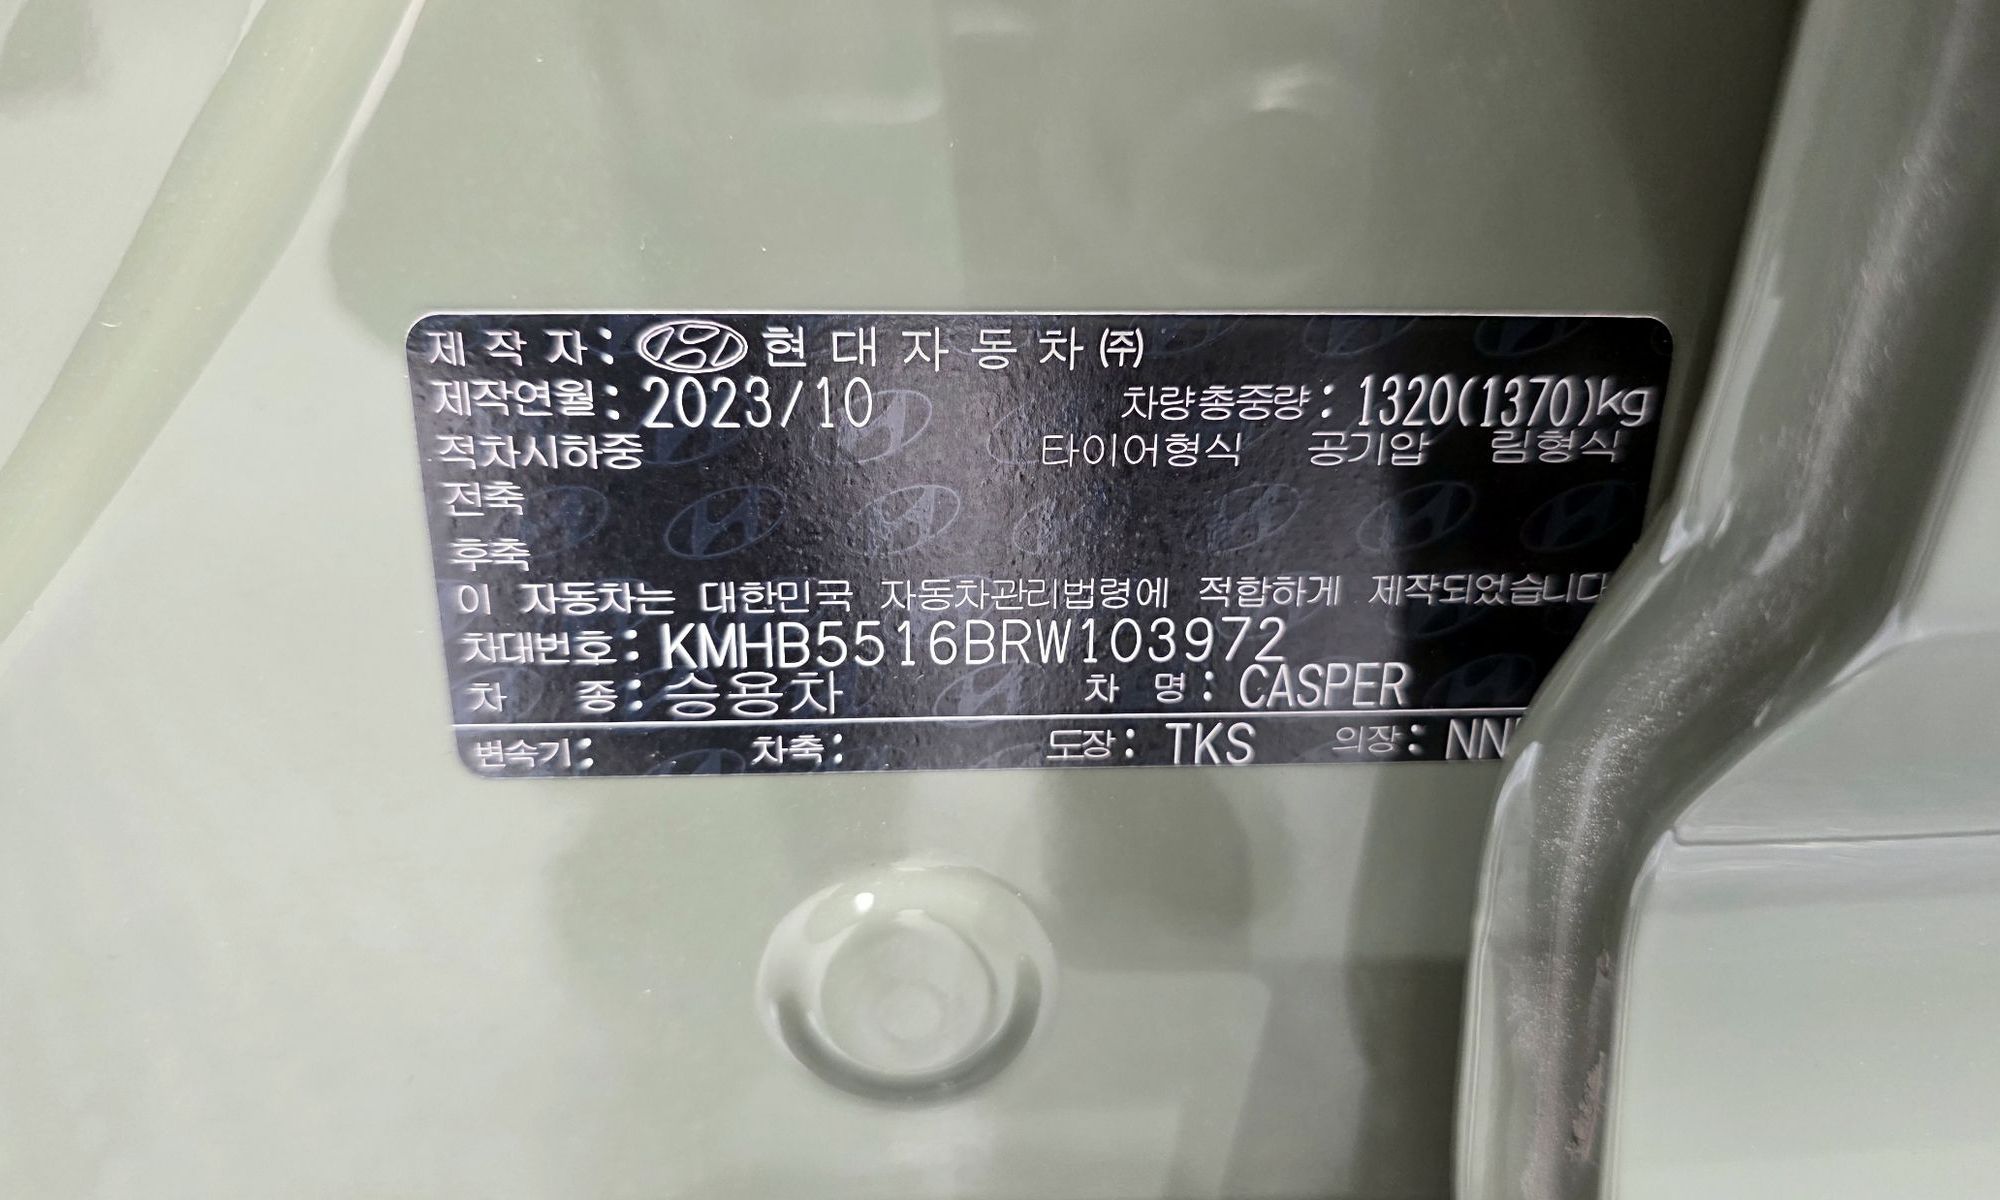 제 작 자 : 현 대 자 동 차 ㈜
제작연월 : 2023/10 차량총중량 : 1320(1370)kg
적차시하중 타이어형식 공기압 림형식
전축
후축
이 자동차는 대한민국 자동차관리법령에 적합하게 제작되었습니다
차대번호 : KMHB5516BRW103972
차 종 : 승용차 차 명 : CASPER
변속기 : 차축 : 도장 : TKS 의장 :